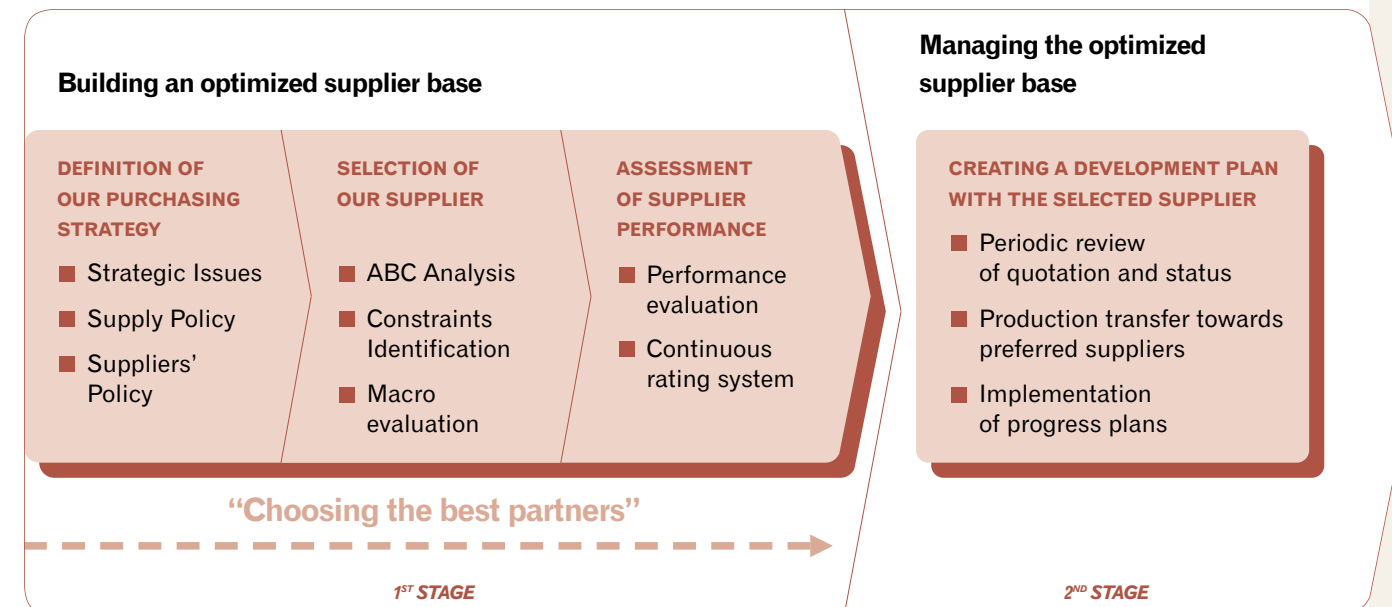 Building an optimized supplier base
DEFINITION OF
OUR PURCHASING
STRATEGY
Strategic Issues
Supply Policy
Suppliers’
Policy
SELECTION OF
OUR SUPPLIER
ABC Analysis
Constraints
Identification
Macro
evaluation
ASSESSMENT
OF SUPPLIER
PERFORMANCE
Performance
evaluation
Continuous
rating system
“Choosing the best partners”
1ST STAGE
Managing the optimized
supplier base
CREATING A DEVELOPMENT PLAN
WITH THE SELECTED SUPPLIER
Periodic review
of quotation and status
Production transfer towards
preferred suppliers
Implementation
of progress plans
2ND STAGE